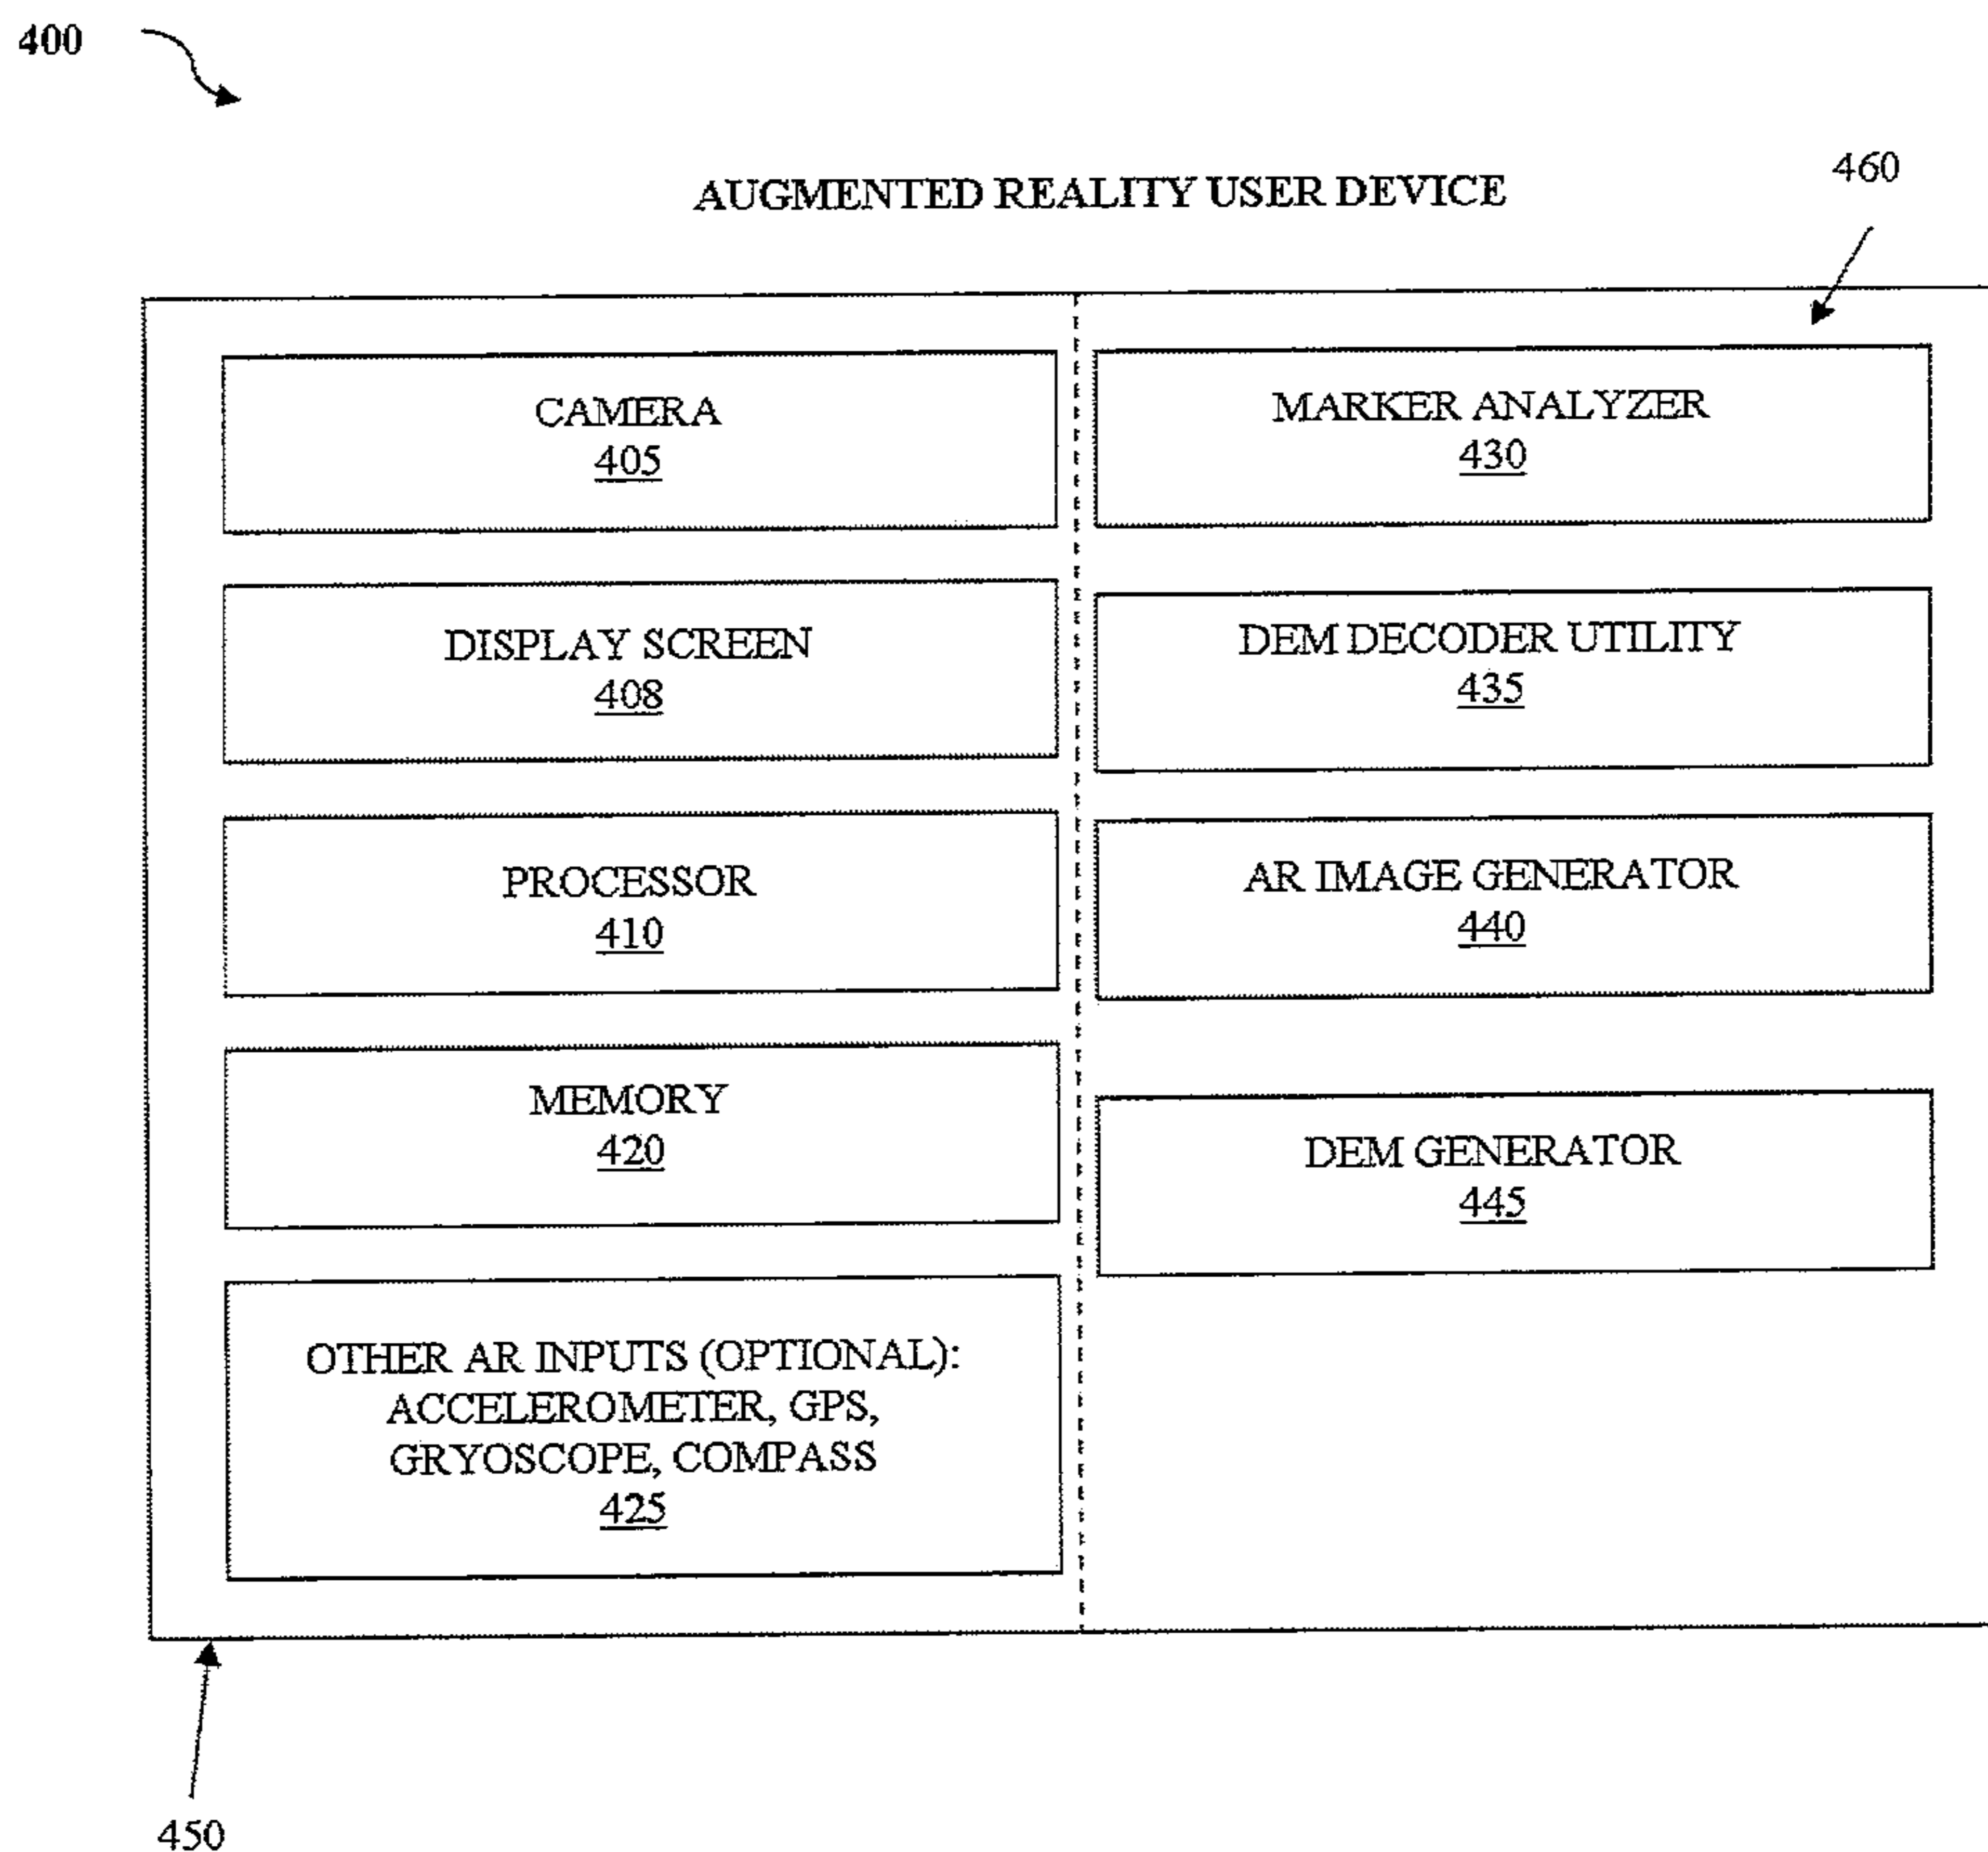 400
AUGMENTED REALITY USER DEVICE
460
CAMERA
405
DISPLAY SCREEN
408
PROCESSOR
410
MEMORY
420
OTHER AR INPUTS (OPTIONAL):
ACCELEROMETER, GPS,
GRYOSCOPE, COMPASS
425
MARKER ANALYZER
430
DEM DECODER UTILITY
435
AR IMAGE GENERATOR
440
DEM GENERATOR
445
450